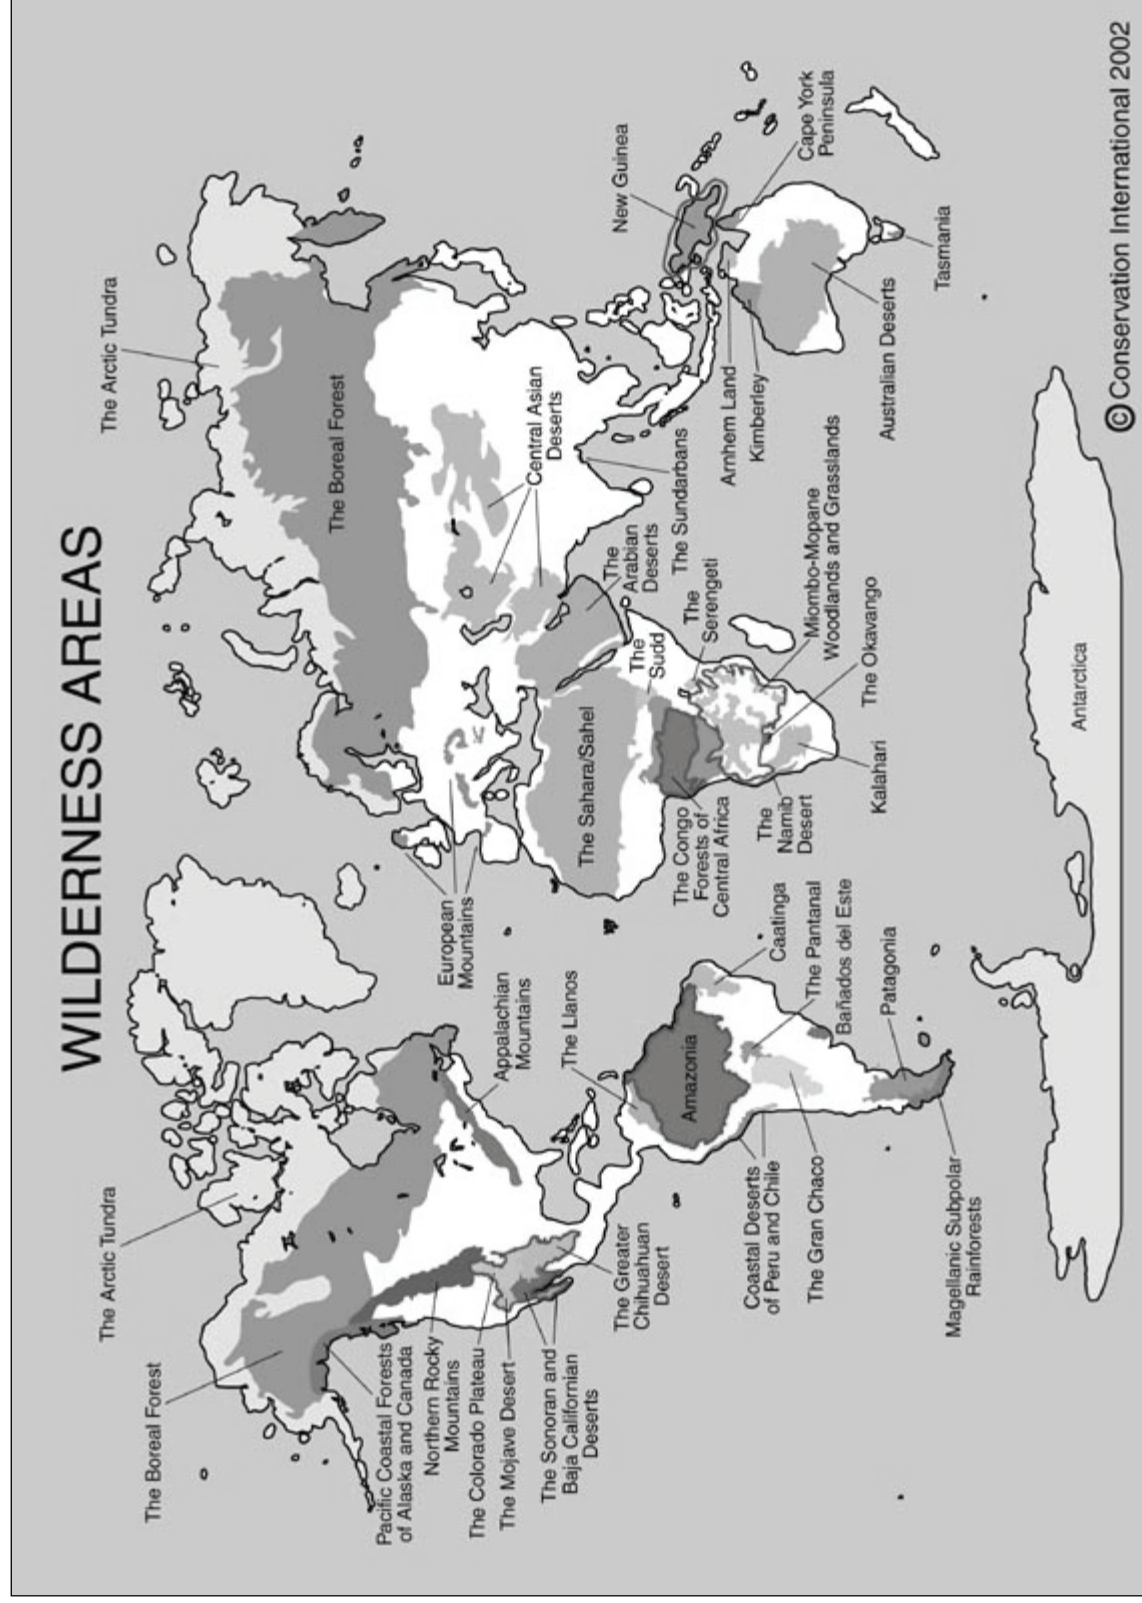 WILDERNESS AREAS
The Arctic Tundra
The Boreal Forest
Pacific Coastal Forests
of Alaska and Canada
Northern Rocky
Mountains
The Colorado Plateau
The Mojave Desert
The Sonoran and
Baja Californian
Deserts
The Greater
Chihuahuan
Desert
Appalachian
Mountains
The Llanos
Amazonia
Caatinga
The Pantanal
Bañados del Este
Patagonia
Coastal Deserts
of Peru and Chile
The Gran Chaco
Magellanic Subpolar
Rainforests
European
Mountains
The Arctic Tundra
The Boreal Forest
Central Asian
Deserts
The Sahara/Sahel
The
Arabian
Deserts
The Sundarbans
The
Sudd
The
Serengeti
The Congo
Forests of
Central Africa
The
Namib
Desert
Kalahari
The Okavango
Miombo-Mopane
Woodlands and Grasslands
New Guinea
Cape York
Peninsula
Arnhem Land
Kimberley
Australian Deserts
Tasmania
Antarctica
© Conservation International 2002